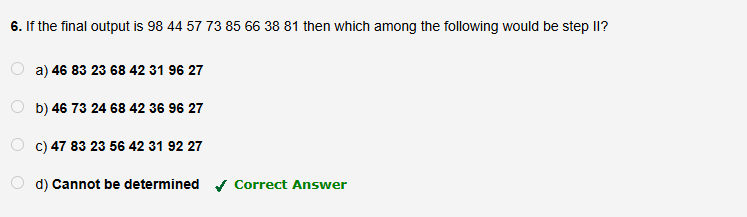 6. If the final output is 98 44 57 73 85 66 38 81 then which among the following would be step II?
a) 46 83 23 68 42 31 96 27
b) 46 73 24 68 42 36 96 27
c) 47 83 23 56 42 31 92 27
d) Cannot be determined ✓ Correct Answer